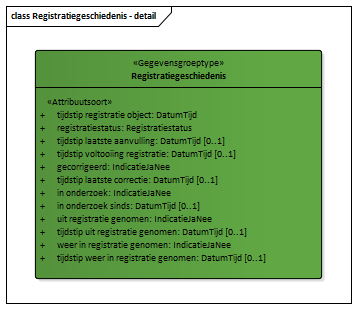 class Registratiegeschiedenis - detail
«Gegevensgroeptype»
Registratiegeschiedenis
«Attribuutsoort»
+ tijdstip registratie object: DatumTijd
+ registratiestatus: Registratiestatus
+ tijdstip laatste aanvulling: DatumTijd [0..1]
+ tijdstip voltooiing registratie: DatumTijd [0..1]
+ gecorrigeerd: IndicatieJaNee
+ tijdstip laatste correctie: DatumTijd [0..1]
+ in onderzoek: IndicatieJaNee
+ in onderzoek sinds: DatumTijd [0..1]
+ uit registratie genomen: IndicatieJaNee
+ tijdstip uit registratie genomen: DatumTijd [0..1]
+ weer in registratie genomen: IndicatieJaNee
+ tijdstip weer in registratie genomen: DatumTijd [0..1]